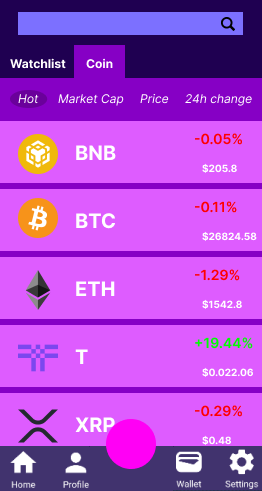 Watchlist Coin
Hot Market Cap Price 24h change
BNB -0.05%
$205.8
BTC -0.11%
$26824.58
ETH -1.29%
$1542.8
T +19.44%
$0.022.06
XRP -0.29%
$0.48
Home Profile Wallet Settings